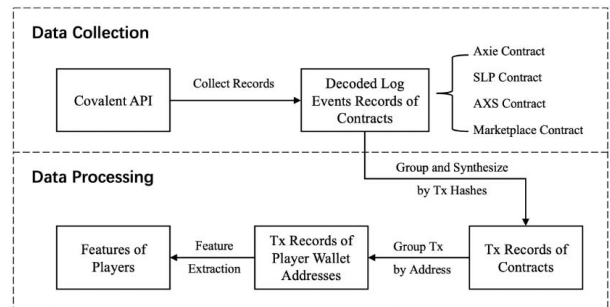 Data Collection
Covalent API
Collect Records
Decoded Log
Events Records of
Contracts
Axie Contract
SLP Contract
AXS Contract
Marketplace Contract
Data Processing
Group and Synthesize
by Tx Hashes
Features of
Players
Feature
Extraction
Tx Records of
Player Wallet
Addresses
Group Tx
by Address
Tx Records of
Contracts